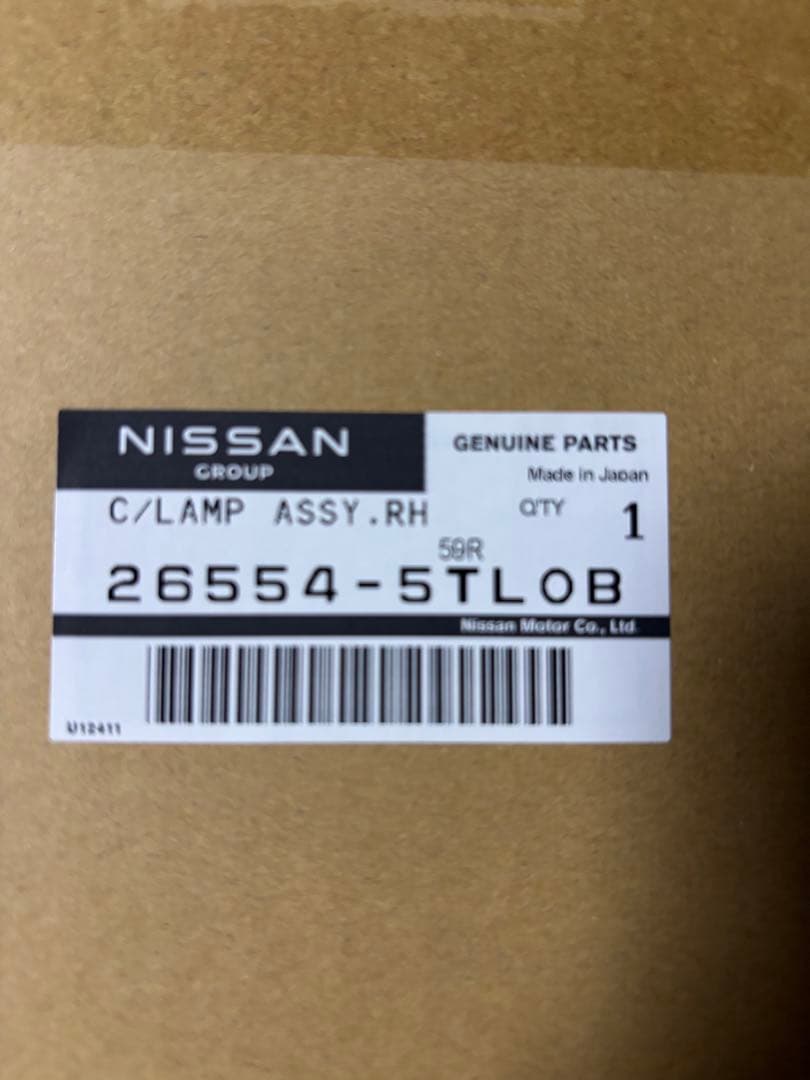 NISSAN
GROUP
GENUINE PARTS
Made in Japan
C/LAMP ASSY.RH
Q'TY 1
59R
26554-5TL0B
Nissan Motor Co., Ltd.
U12411